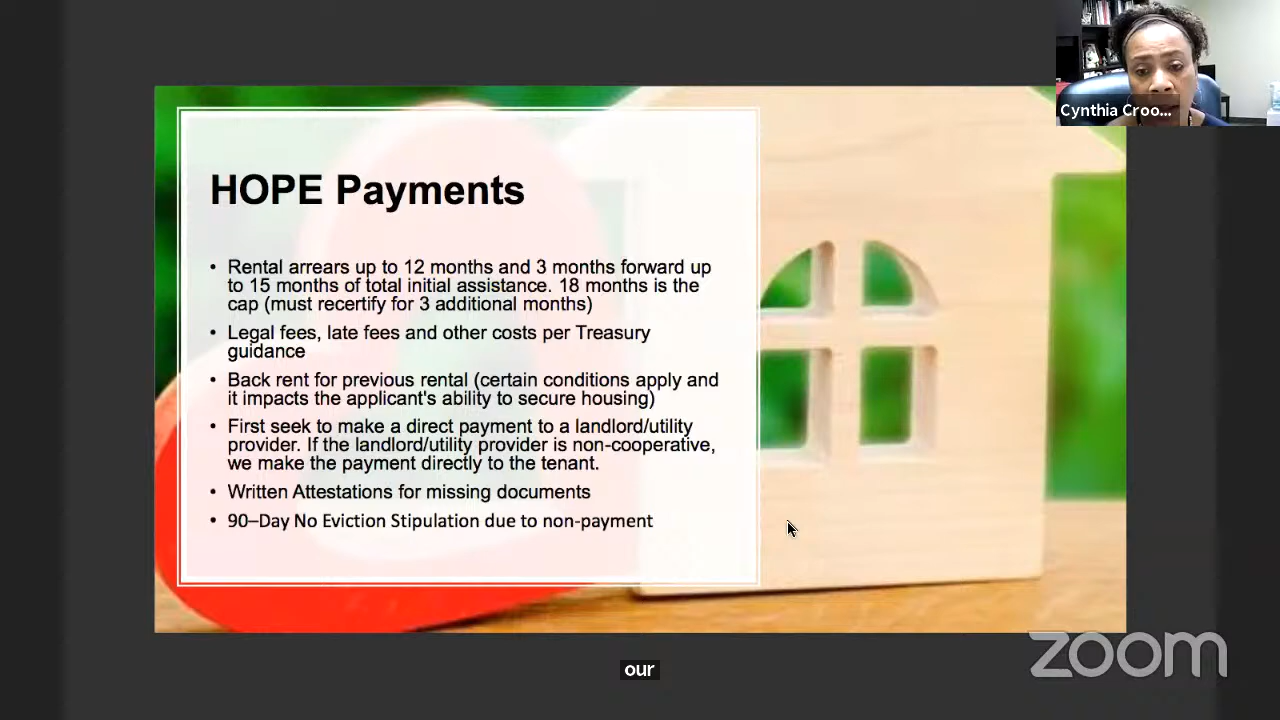 Cynthia Croo...
HOPE Payments
• Rental arrears up to 12 months and 3 months forward up
to 15 months of total initial assistance. 18 months is the
cap (must recertify for 3 additional months)
• Legal fees, late fees and other costs per Treasury
guidance
• Back rent for previous rental (certain conditions apply and
it impacts the applicant's ability to secure housing)
• First seek to make a direct payment to a landlord/utility
provider. If the landlord/utility provider is non-cooperative,
we make the payment directly to the tenant.
• Written Attestations for missing documents
• 90–Day No Eviction Stipulation due to non-payment
zoom
our